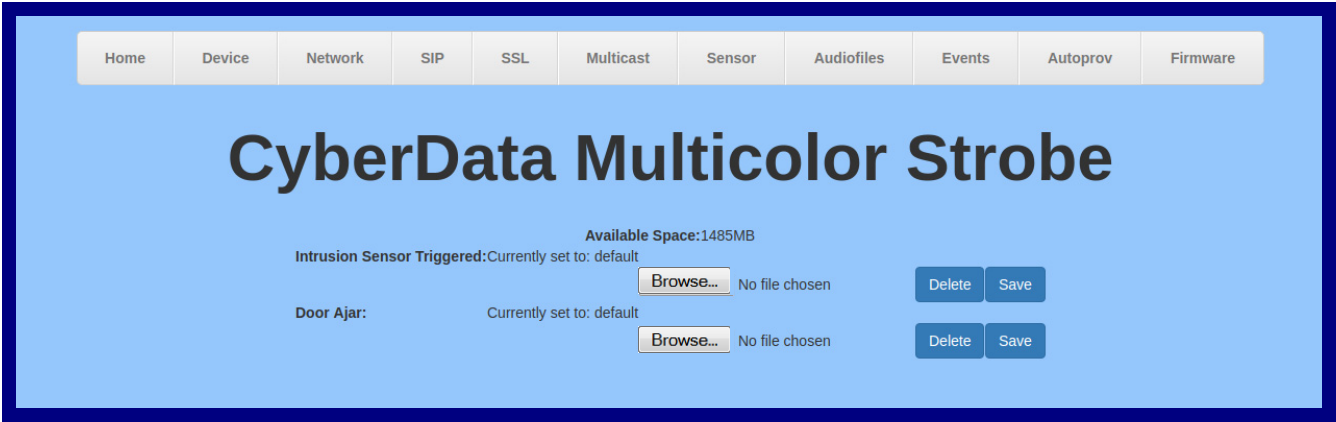 Home Device Network SIP SSL Multicast Sensor Audiofiles Events Autoprov Firmware
CyberData Multicolor Strobe
Available Space:1485MB
Intrusion Sensor Triggered:Currently set to: default
Browse... No file chosen Delete Save
Door Ajar: Currently set to: default
Browse... No file chosen Delete Save